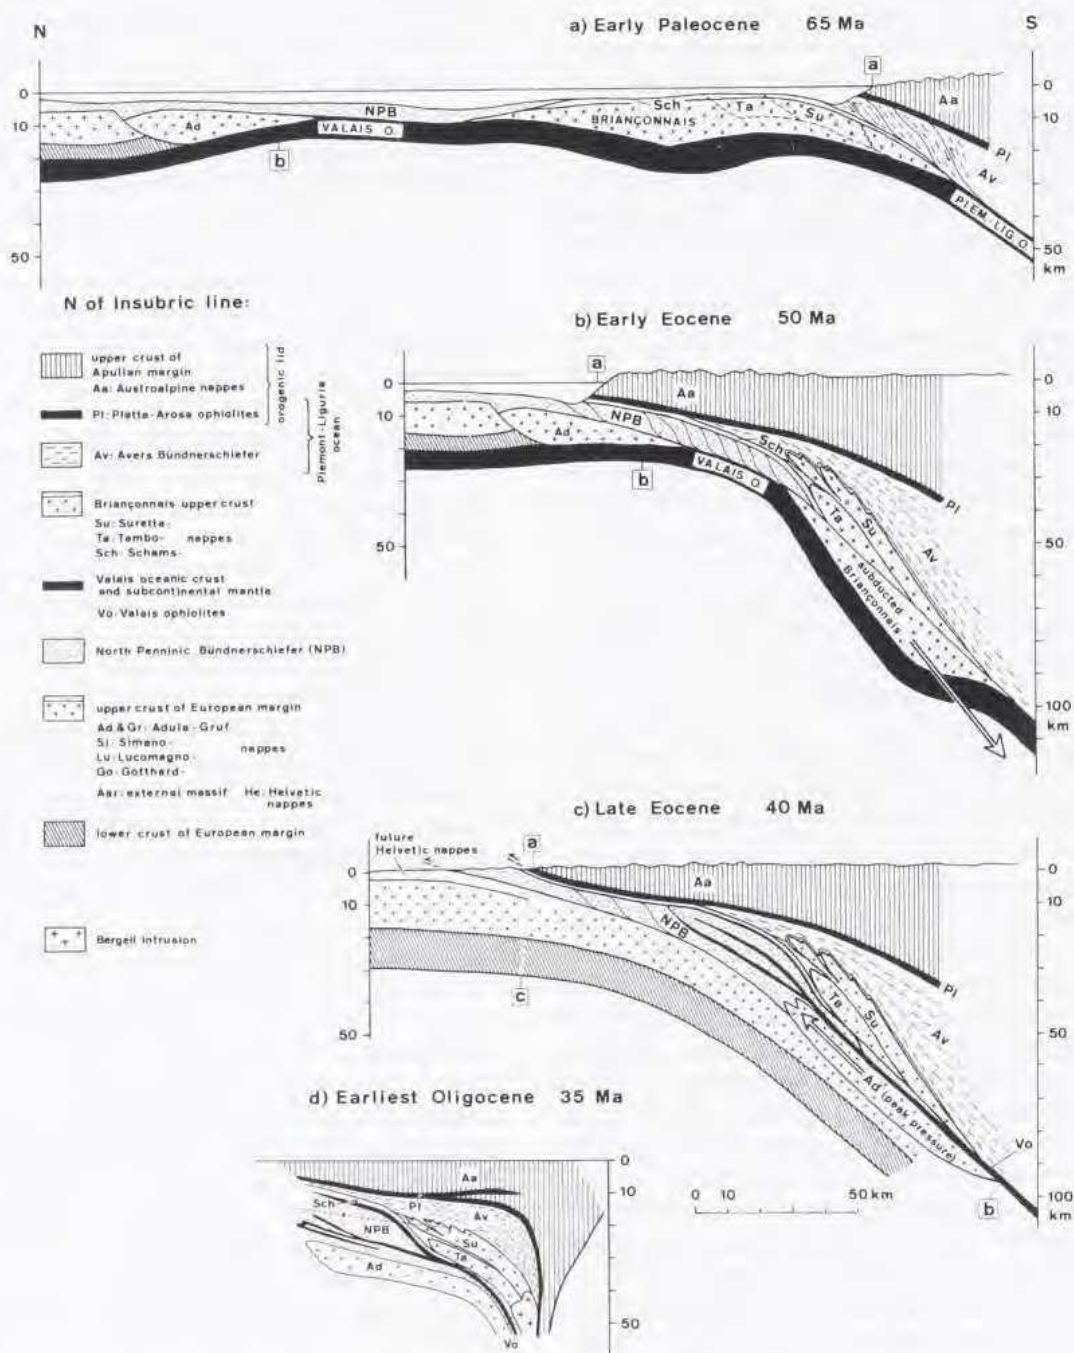 a) Early Paleocene 65 Ma
N
S
a
0
0
NPB
Sch
Ta
Su
Aa
10
Ad
VALAIS O.
BRIANÇONNAIS
10
b
Pl
Av
PIEM.-LIG O.
50
50
km
N of Insubric line:
upper crust of
Apulian margin
Aa: Austroalpine nappes
orogenic lid
Pl: Platta-Arosa ophiolites
Piemont-Liguria
ocean
Av: Avers Bündnerschiefer
Briançonnais upper crust
Su: Suretta-
Ta: Tambo- nappes
Sch: Schams-
Valais oceanic crust
and subcontinental mantle
Vo: Valais ophiolites
North Penninic Bündnerschiefer (NPB)
upper crust of European margin
Ad & Gr: Adula-Gruf
Si: Simano- nappes
Lu: Lucomagno-
Go: Gotthard-
Aar: external massif He: Helvetic
nappes
lower crust of European margin
Bergell intrusion
b) Early Eocene 50 Ma
a
0
0
Aa
10
10
NPB
Ad
Sch
b
VALAIS O.
Ta
Su
Pl
Av
50
50
subducted
Briançonnais
100
km
c) Late Eocene 40 Ma
future
Helvetic nappes
a
0
0
Aa
10
10
NPB
c
Ta
Su
Pl
Av
50
50
Ad (peak pressure)
Vo
b
100
km
0 10 50 km
d) Earliest Oligocene 35 Ma
0
Aa
10
Sch
Pl
Av
NPB
Su
Ta
Ad
50
Vo